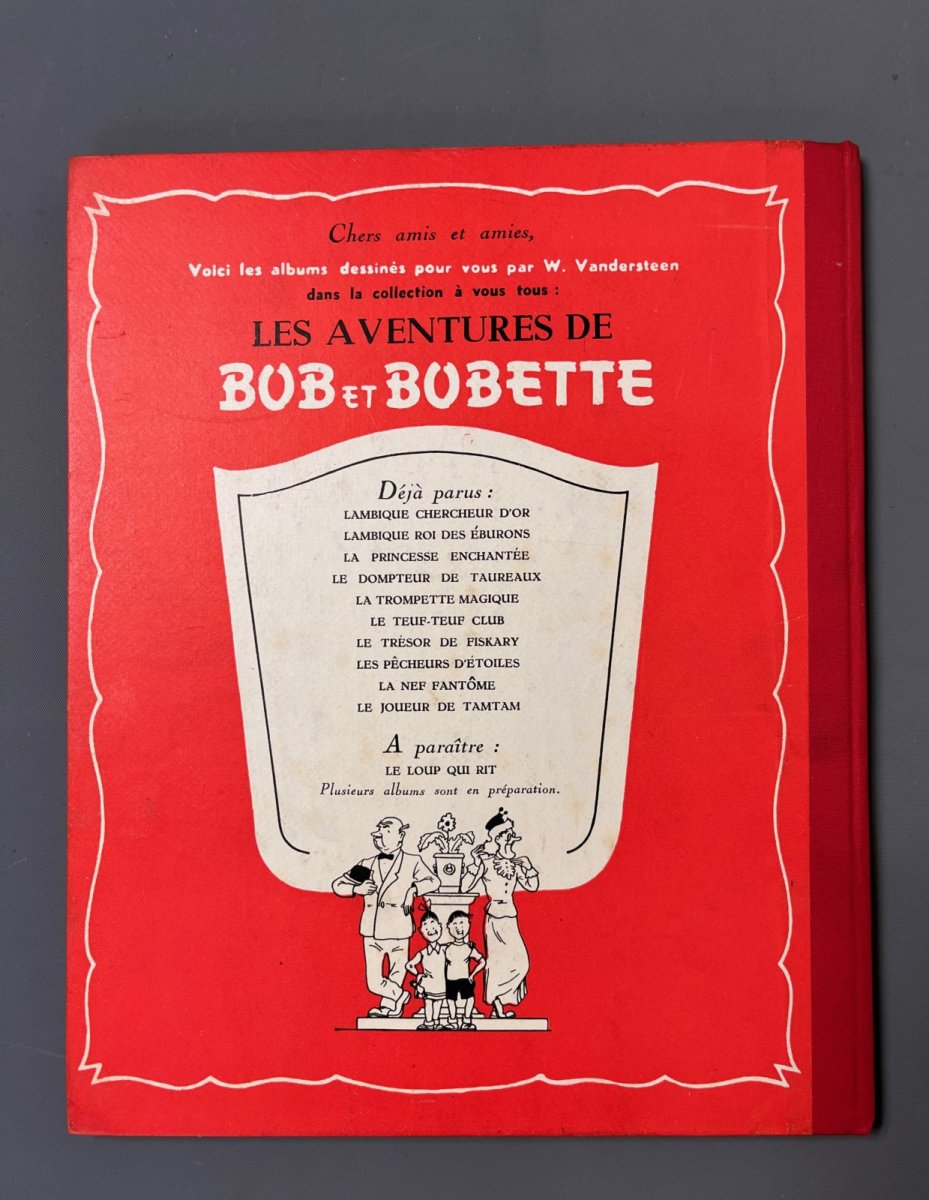 Chers amis et amies,
Voici les albums dessinés pour vous par W. Vandersteen
dans la collection à vous tous :
LES AVENTURES DE
BOB ET BOBETTE
Déjà parus :
LAMBIQUE CHERCHEUR D'OR
LAMBIQUE ROI DES ÉBURONS
LA PRINCESSE ENCHANTÉE
LE DOMPTEUR DE TAUREAUX
LA TROMPETTE MAGIQUE
LE TEUF-TEUF CLUB
LE TRÉSOR DE FISKARY
LES PÊCHEURS D'ÉTOILES
LA NEF FANTÔME
LE JOUEUR DE TAMTAM
A paraître :
LE LOUP QUI RIT
Plusieurs albums sont en préparation.